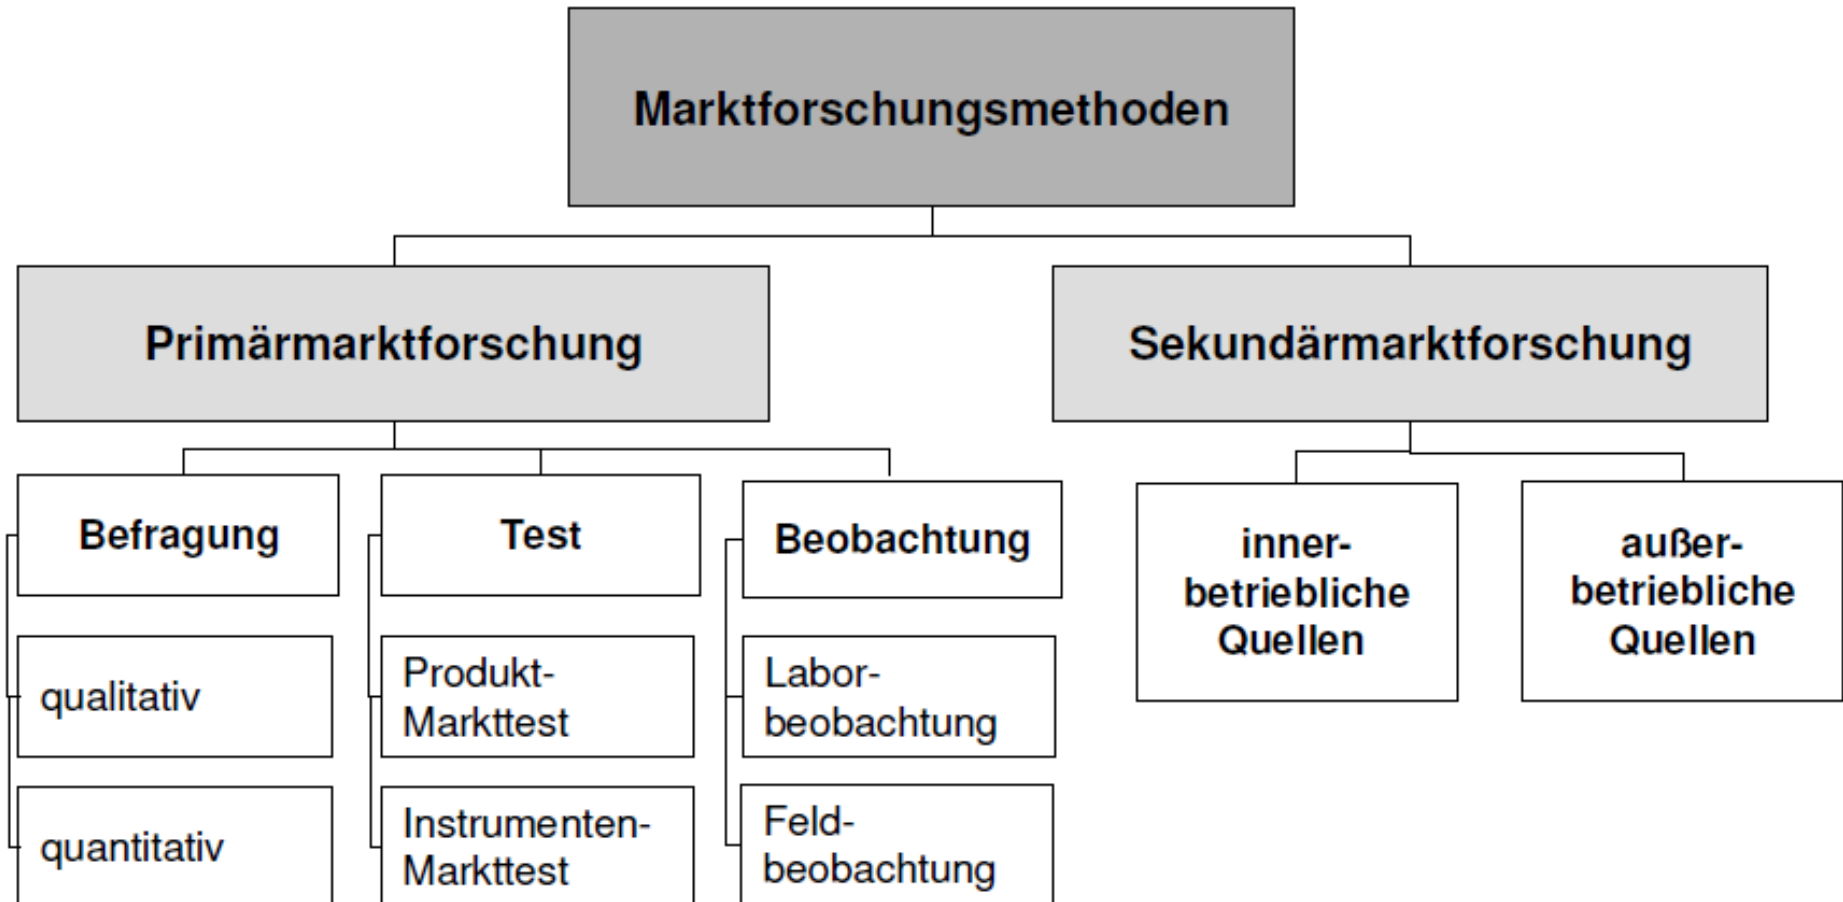 Marktforschungsmethoden
Primärmarktforschung
Sekundärmarktforschung
Befragung
Test
Beobachtung
inner-
betriebliche
Quellen
außer-
betriebliche
Quellen
qualitativ
Produkt-
Markttest
Labor-
beobachtung
quantitativ
Instrumenten-
Markttest
Feld-
beobachtung